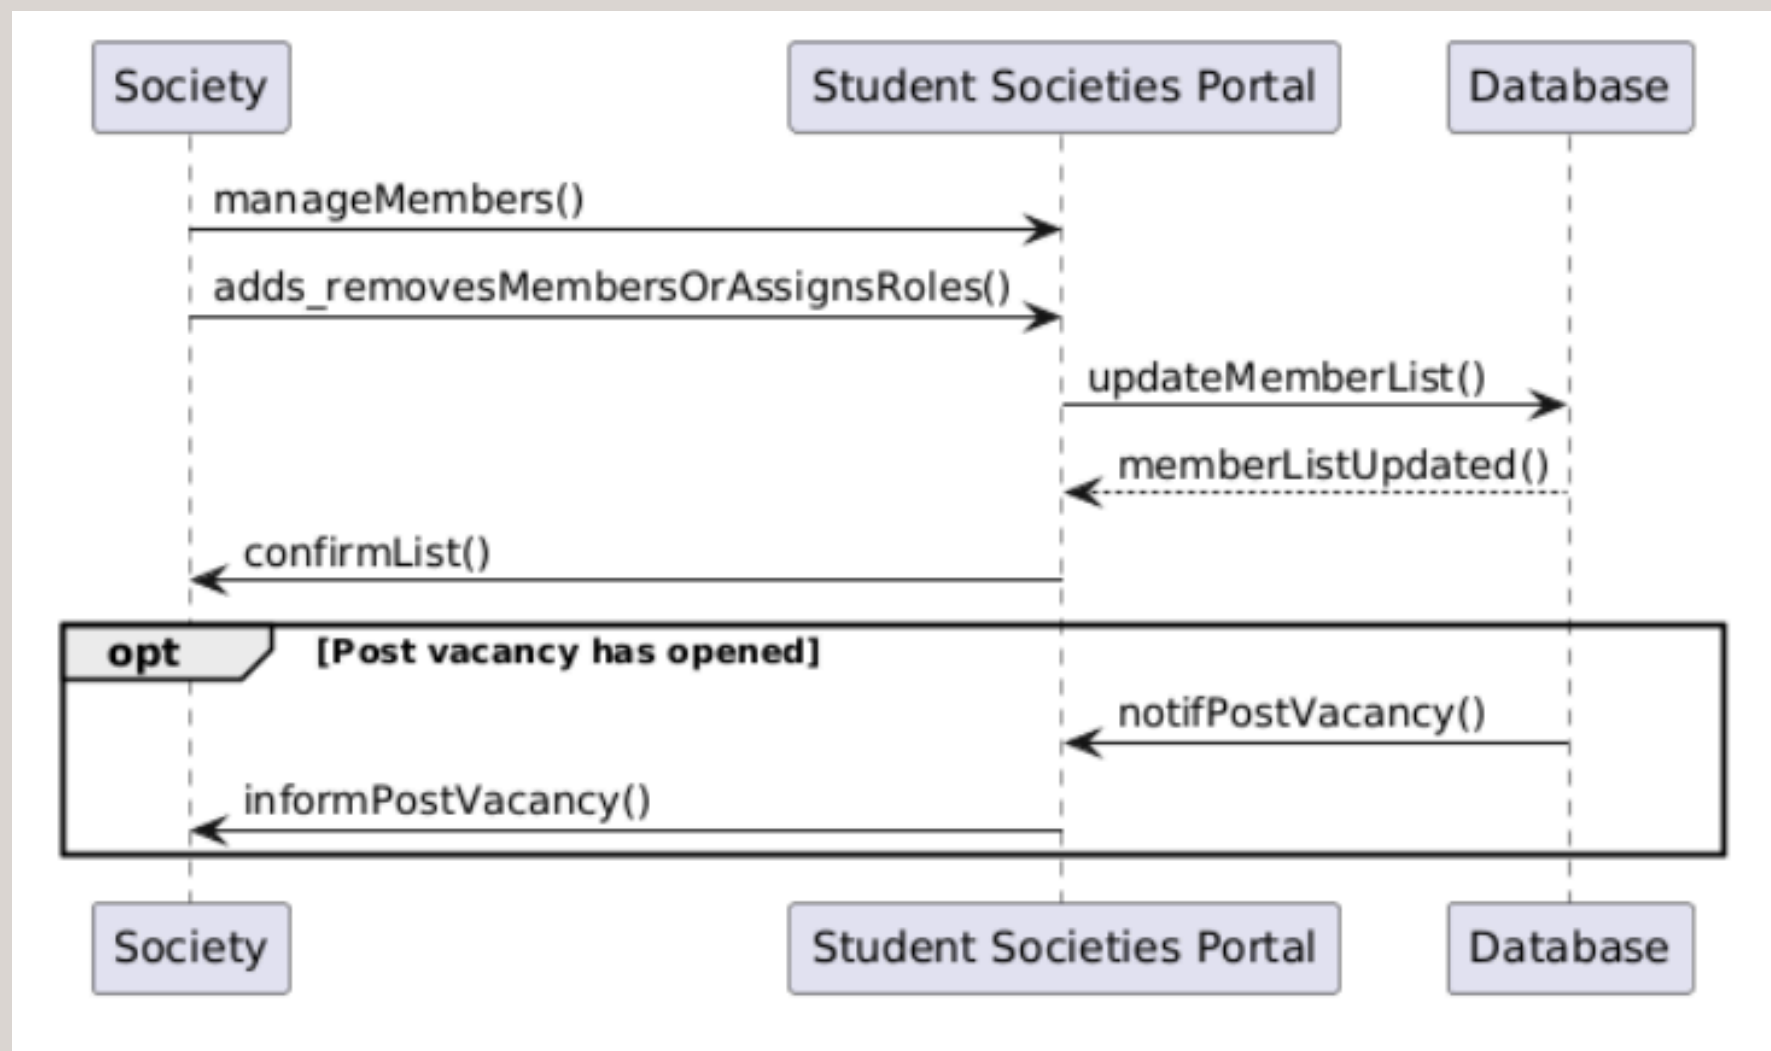 Society
Student Societies Portal
Database
manageMembers()
adds_removesMembersOrAssignsRoles()
updateMemberList()
memberListUpdated()
confirmList()
opt [Post vacancy has opened]
notifPostVacancy()
informPostVacancy()
Society
Student Societies Portal
Database